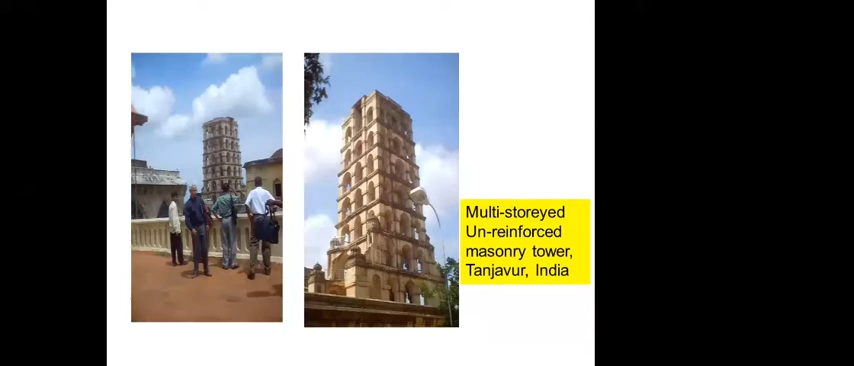 Multi-storeyed
Un-reinforced
masonry tower,
Tanjavur, India